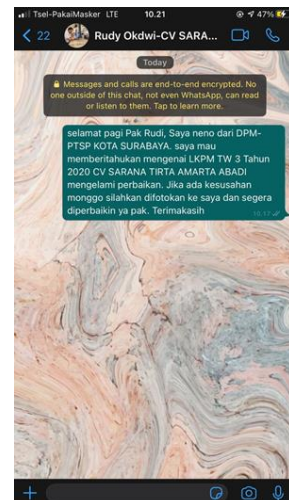 Tsel-PakaiMasker LTE 10.21 47%
22 Rudy Okdwi-CV SARA...
Today
Messages and calls are end-to-end encrypted. No
one outside of this chat, not even WhatsApp, can read
or listen to them. Tap to learn more.
selamat pagi Pak Rudi, Saya neno dari DPM-
PTSP KOTA SURABAYA. saya mau
memberitahukan mengenai LKPM TW 3 Tahun
2020 CV SARANA TIRTA AMARTA ABADI
mengelami perbaikan. Jika ada kesusahan
monggo silahkan difotokan ke saya dan segera
diperbaikin ya pak. Terimakasih